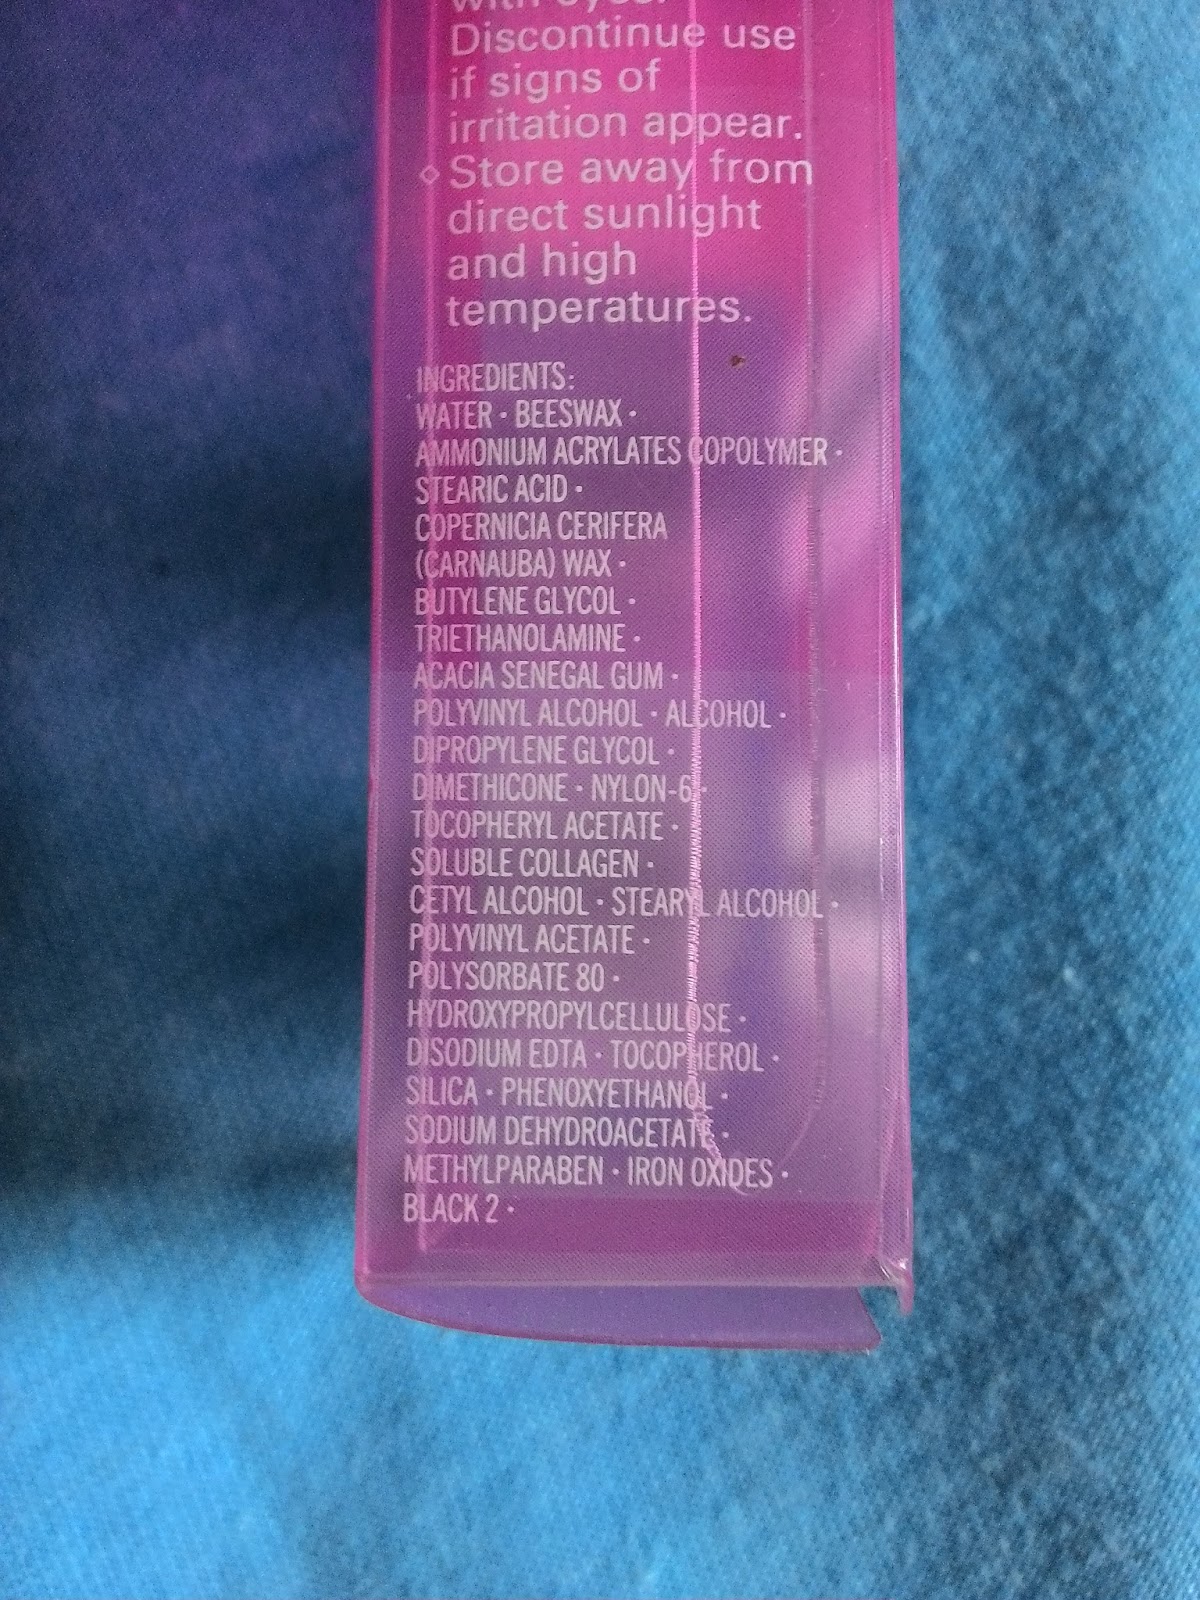 with eyes.
Discontinue use
if signs of
irritation appear.
◇ Store away from
direct sunlight
and high
temperatures.
INGREDIENTS:
WATER · BEESWAX ·
AMMONIUM ACRYLATES COPOLYMER ·
STEARIC ACID ·
COPERNICIA CERIFERA
(CARNAUBA) WAX ·
BUTYLENE GLYCOL ·
TRIETHANOLAMINE ·
ACACIA SENEGAL GUM ·
POLYVINYL ALCOHOL · ALCOHOL ·
DIPROPYLENE GLYCOL ·
DIMETHICONE · NYLON-6 ·
TOCOPHERYL ACETATE ·
SOLUBLE COLLAGEN ·
CETYL ALCOHOL · STEARYL ALCOHOL ·
POLYVINYL ACETATE ·
POLYSORBATE 80 ·
HYDROXYPROPYLCELLULOSE ·
DISODIUM EDTA · TOCOPHEROL ·
SILICA · PHENOXYETHANOL ·
SODIUM DEHYDROACETATE ·
METHYLPARABEN · IRON OXIDES ·
BLACK 2 ·